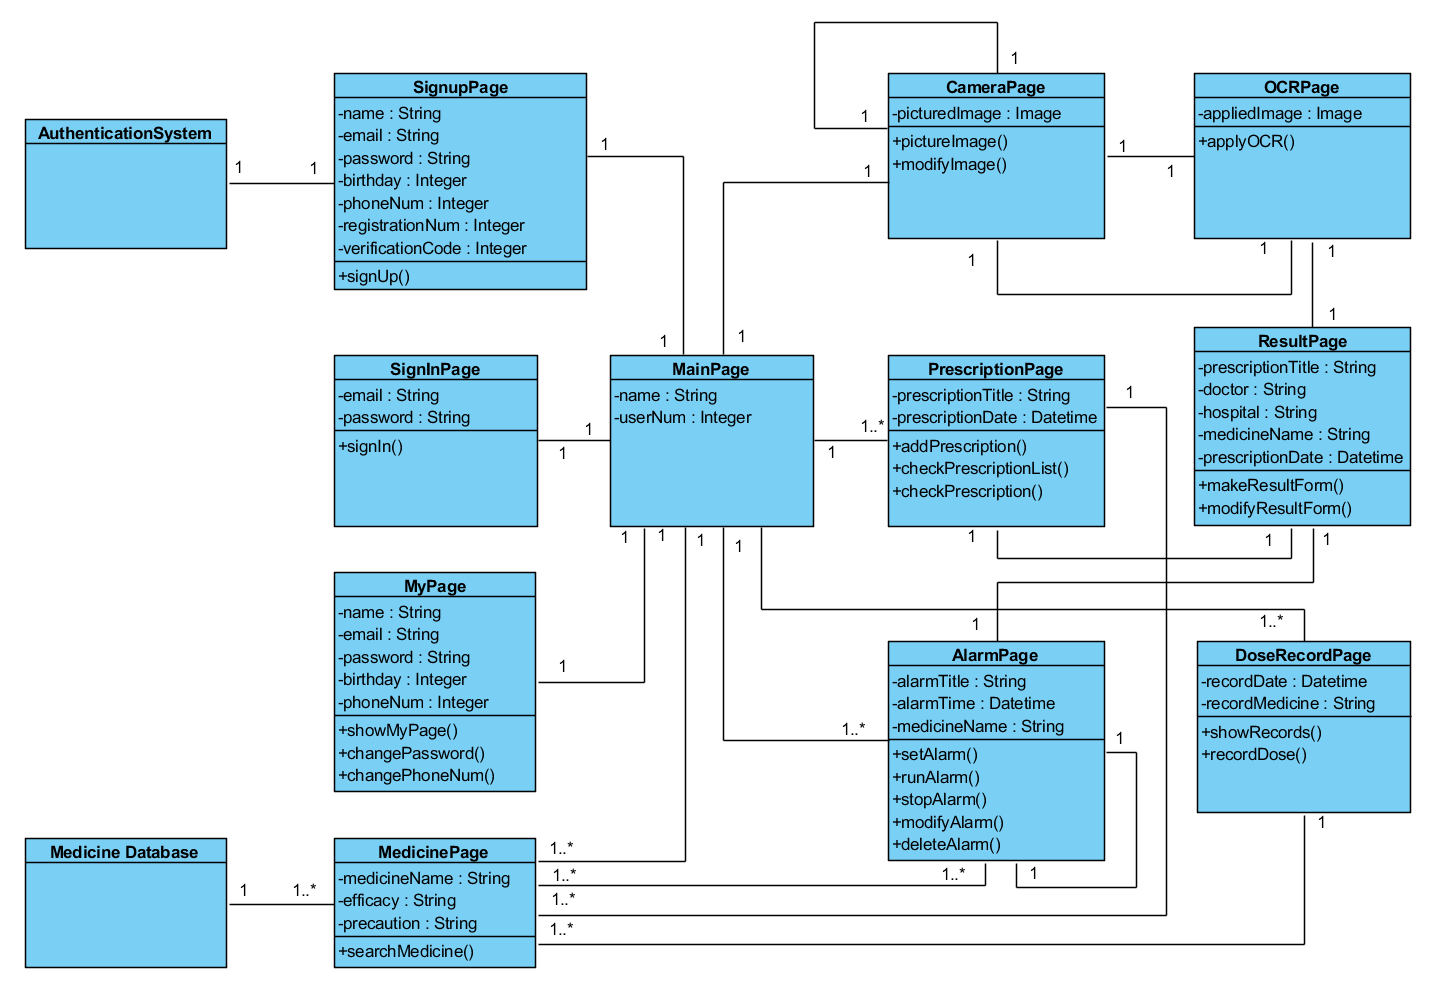 AuthenticationSystem
1
1
SignupPage
-name : String
-email : String
-password : String
-birthday : Integer
-phoneNum : Integer
-registrationNum : Integer
-verificationCode : Integer
+signUp()
1
1
CameraPage
-picturedImage : Image
+pictureImage()
+modifyImage()
1
1
1
1
1
1
1
1
OCRPage
-appliedImage : Image
+applyOCR()
1
1
SignInPage
-email : String
-password : String
+signIn()
1
1
MainPage
-name : String
-userNum : Integer
1
1..*
PrescriptionPage
-prescriptionTitle : String
-prescriptionDate : Datetime
+addPrescription()
+checkPrescriptionList()
+checkPrescription()
1
1
ResultPage
-prescriptionTitle : String
-doctor : String
-hospital : String
-medicineName : String
-prescriptionDate : Datetime
+makeResultForm()
+modifyResultForm()
1
1
1
1
1
1
MyPage
-name : String
-email : String
-password : String
-birthday : Integer
-phoneNum : Integer
+showMyPage()
+changePassword()
+changePhoneNum()
1
1
1..*
AlarmPage
-alarmTitle : String
-alarmTime : Datetime
-medicineName : String
+setAlarm()
+runAlarm()
+stopAlarm()
+modifyAlarm()
+deleteAlarm()
1..*
1
1
1..*
DoseRecordPage
-recordDate : Datetime
-recordMedicine : String
+showRecords()
+recordDose()
1
Medicine Database
1
1..*
MedicinePage
-medicineName : String
-efficacy : String
-precaution : String
+searchMedicine()
1..*
1..*
1..*
1..*